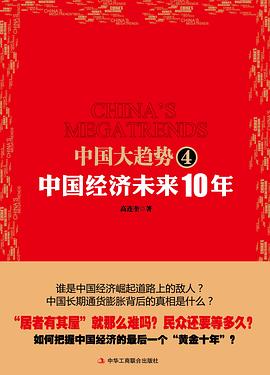 CHINA'S
MEGATRENDS
中国大趋势4
中国经济未来10年
高连奎◎著
谁是中国经济崛起道路上的敌人？
中国长期通货膨胀背后的真相是什么？
“居者有其屋”就那么难吗？民众还要等多久？
如何把握中国经济的最后一个“黄金十年”？
中华工商联合出版社